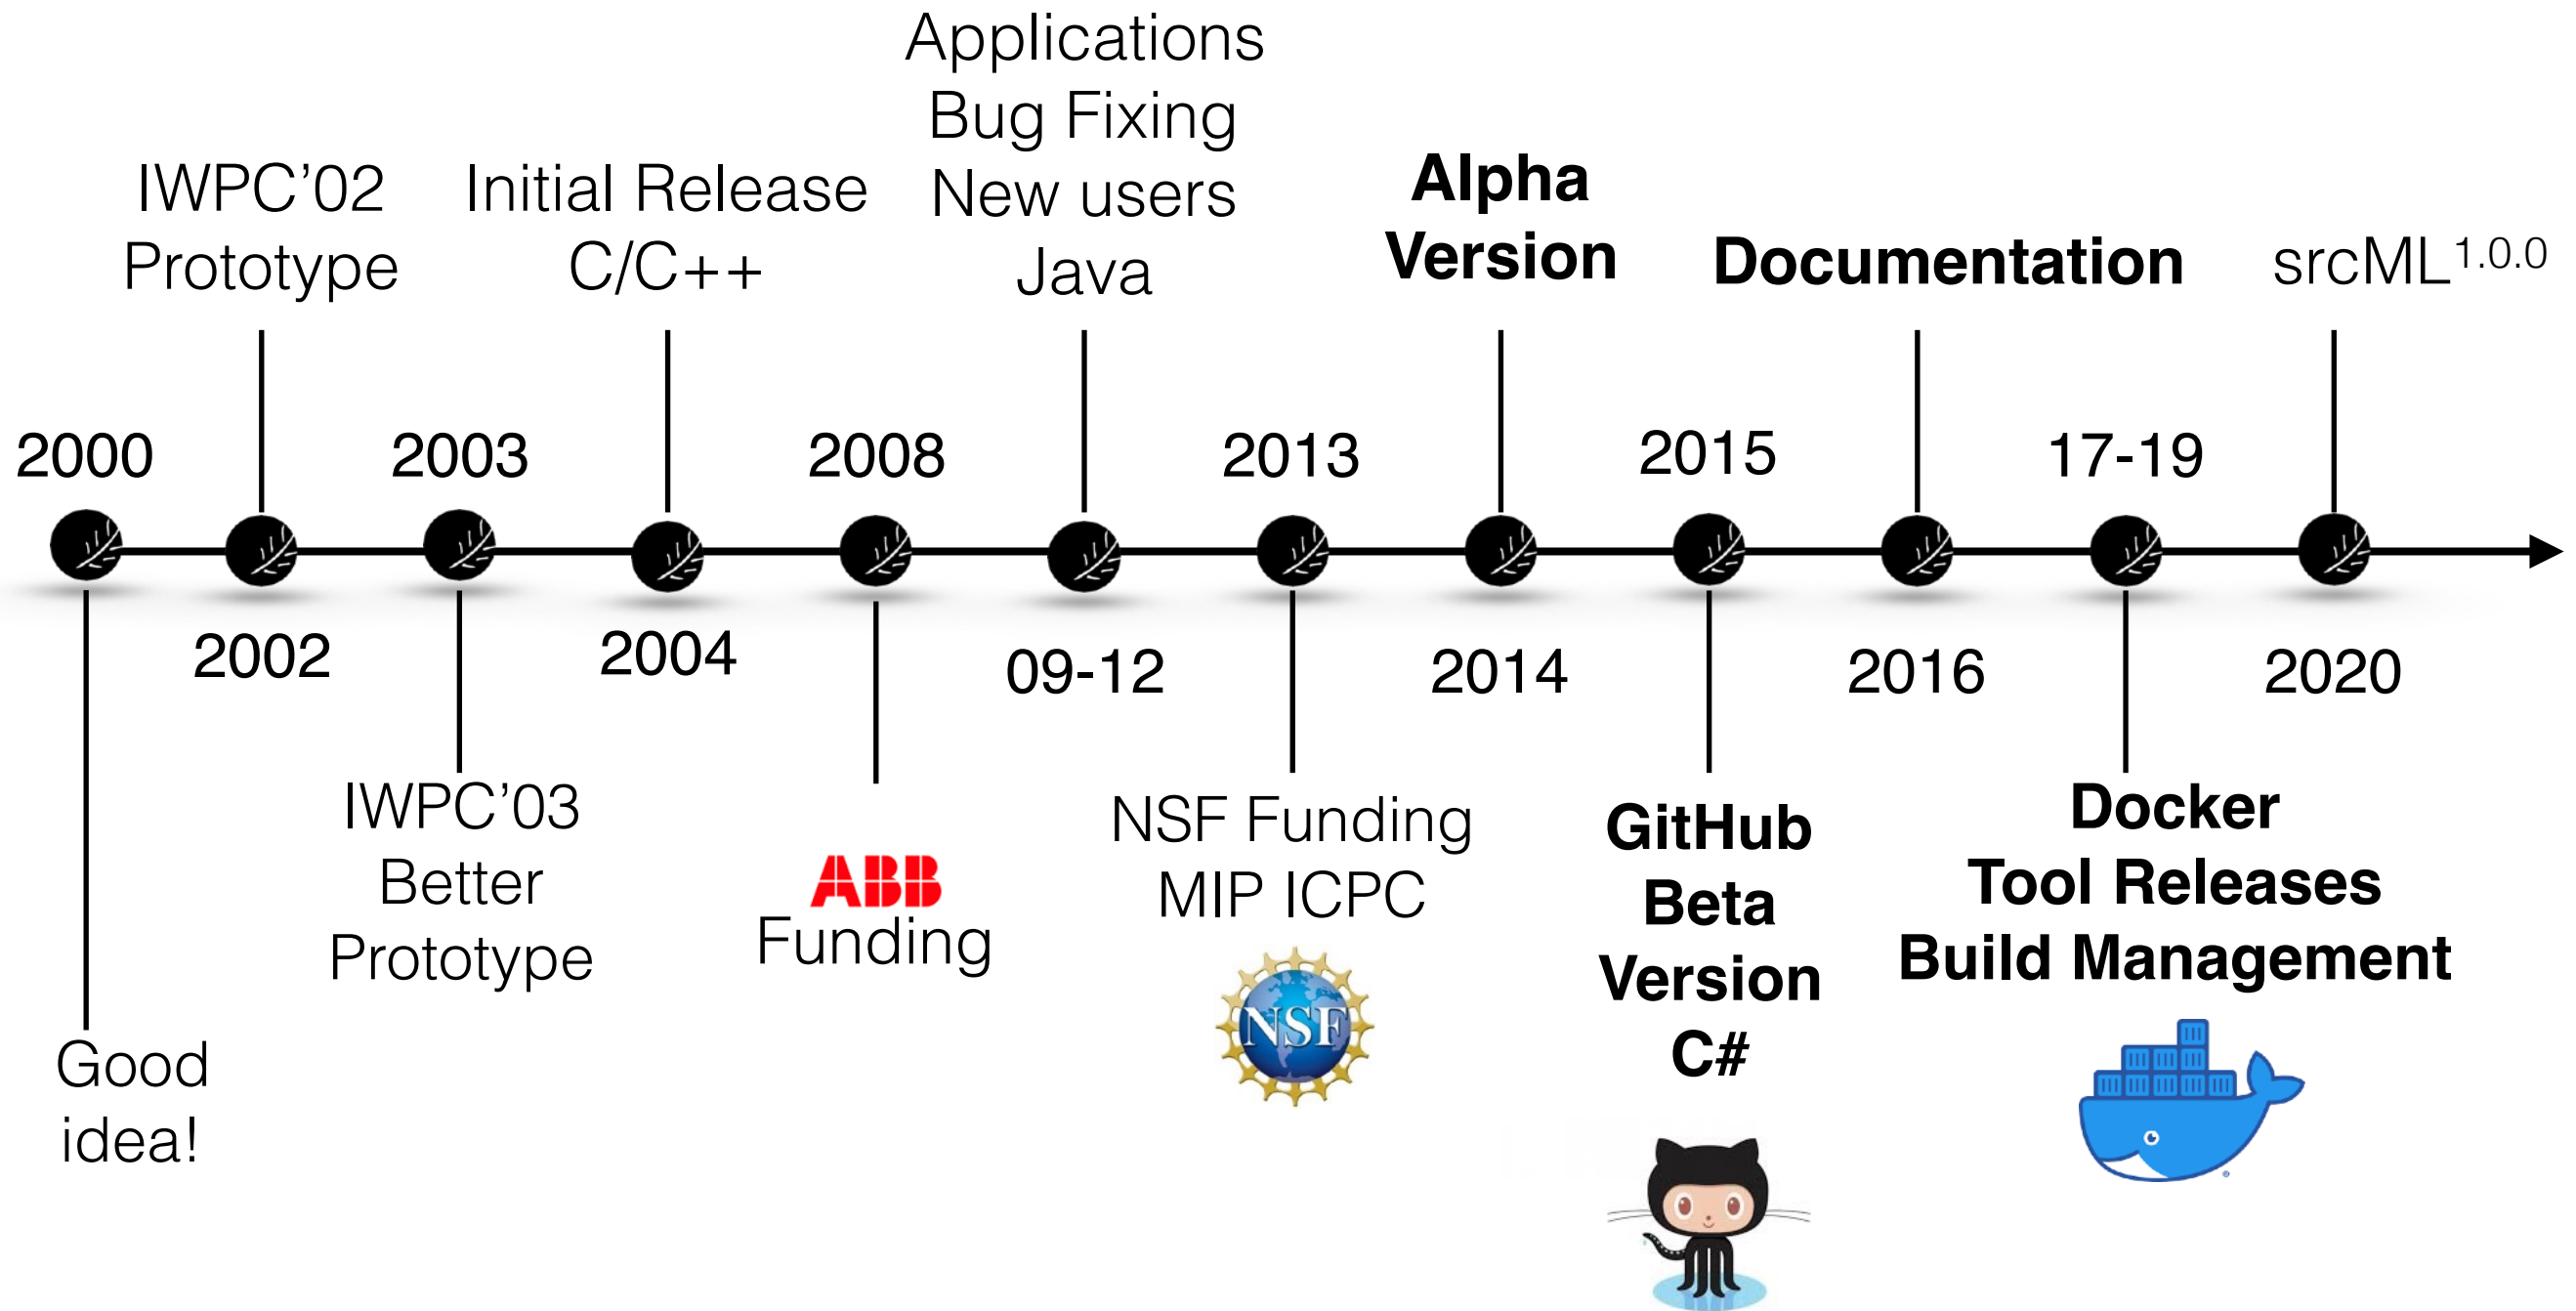 Applications
Bug Fixing
New users
Java
IWPC’02
Prototype
Initial Release
C/C++
Alpha
Version
Documentation
srcML1.0.0
2000
2003
2008
2013
2015
17-19
2002
2004
09-12
2014
2016
2020
Good
idea!
IWPC’03
Better
Prototype
ABB
Funding
NSF Funding
MIP ICPC
NSF
GitHub
Beta
Version
C#
Docker
Tool Releases
Build Management